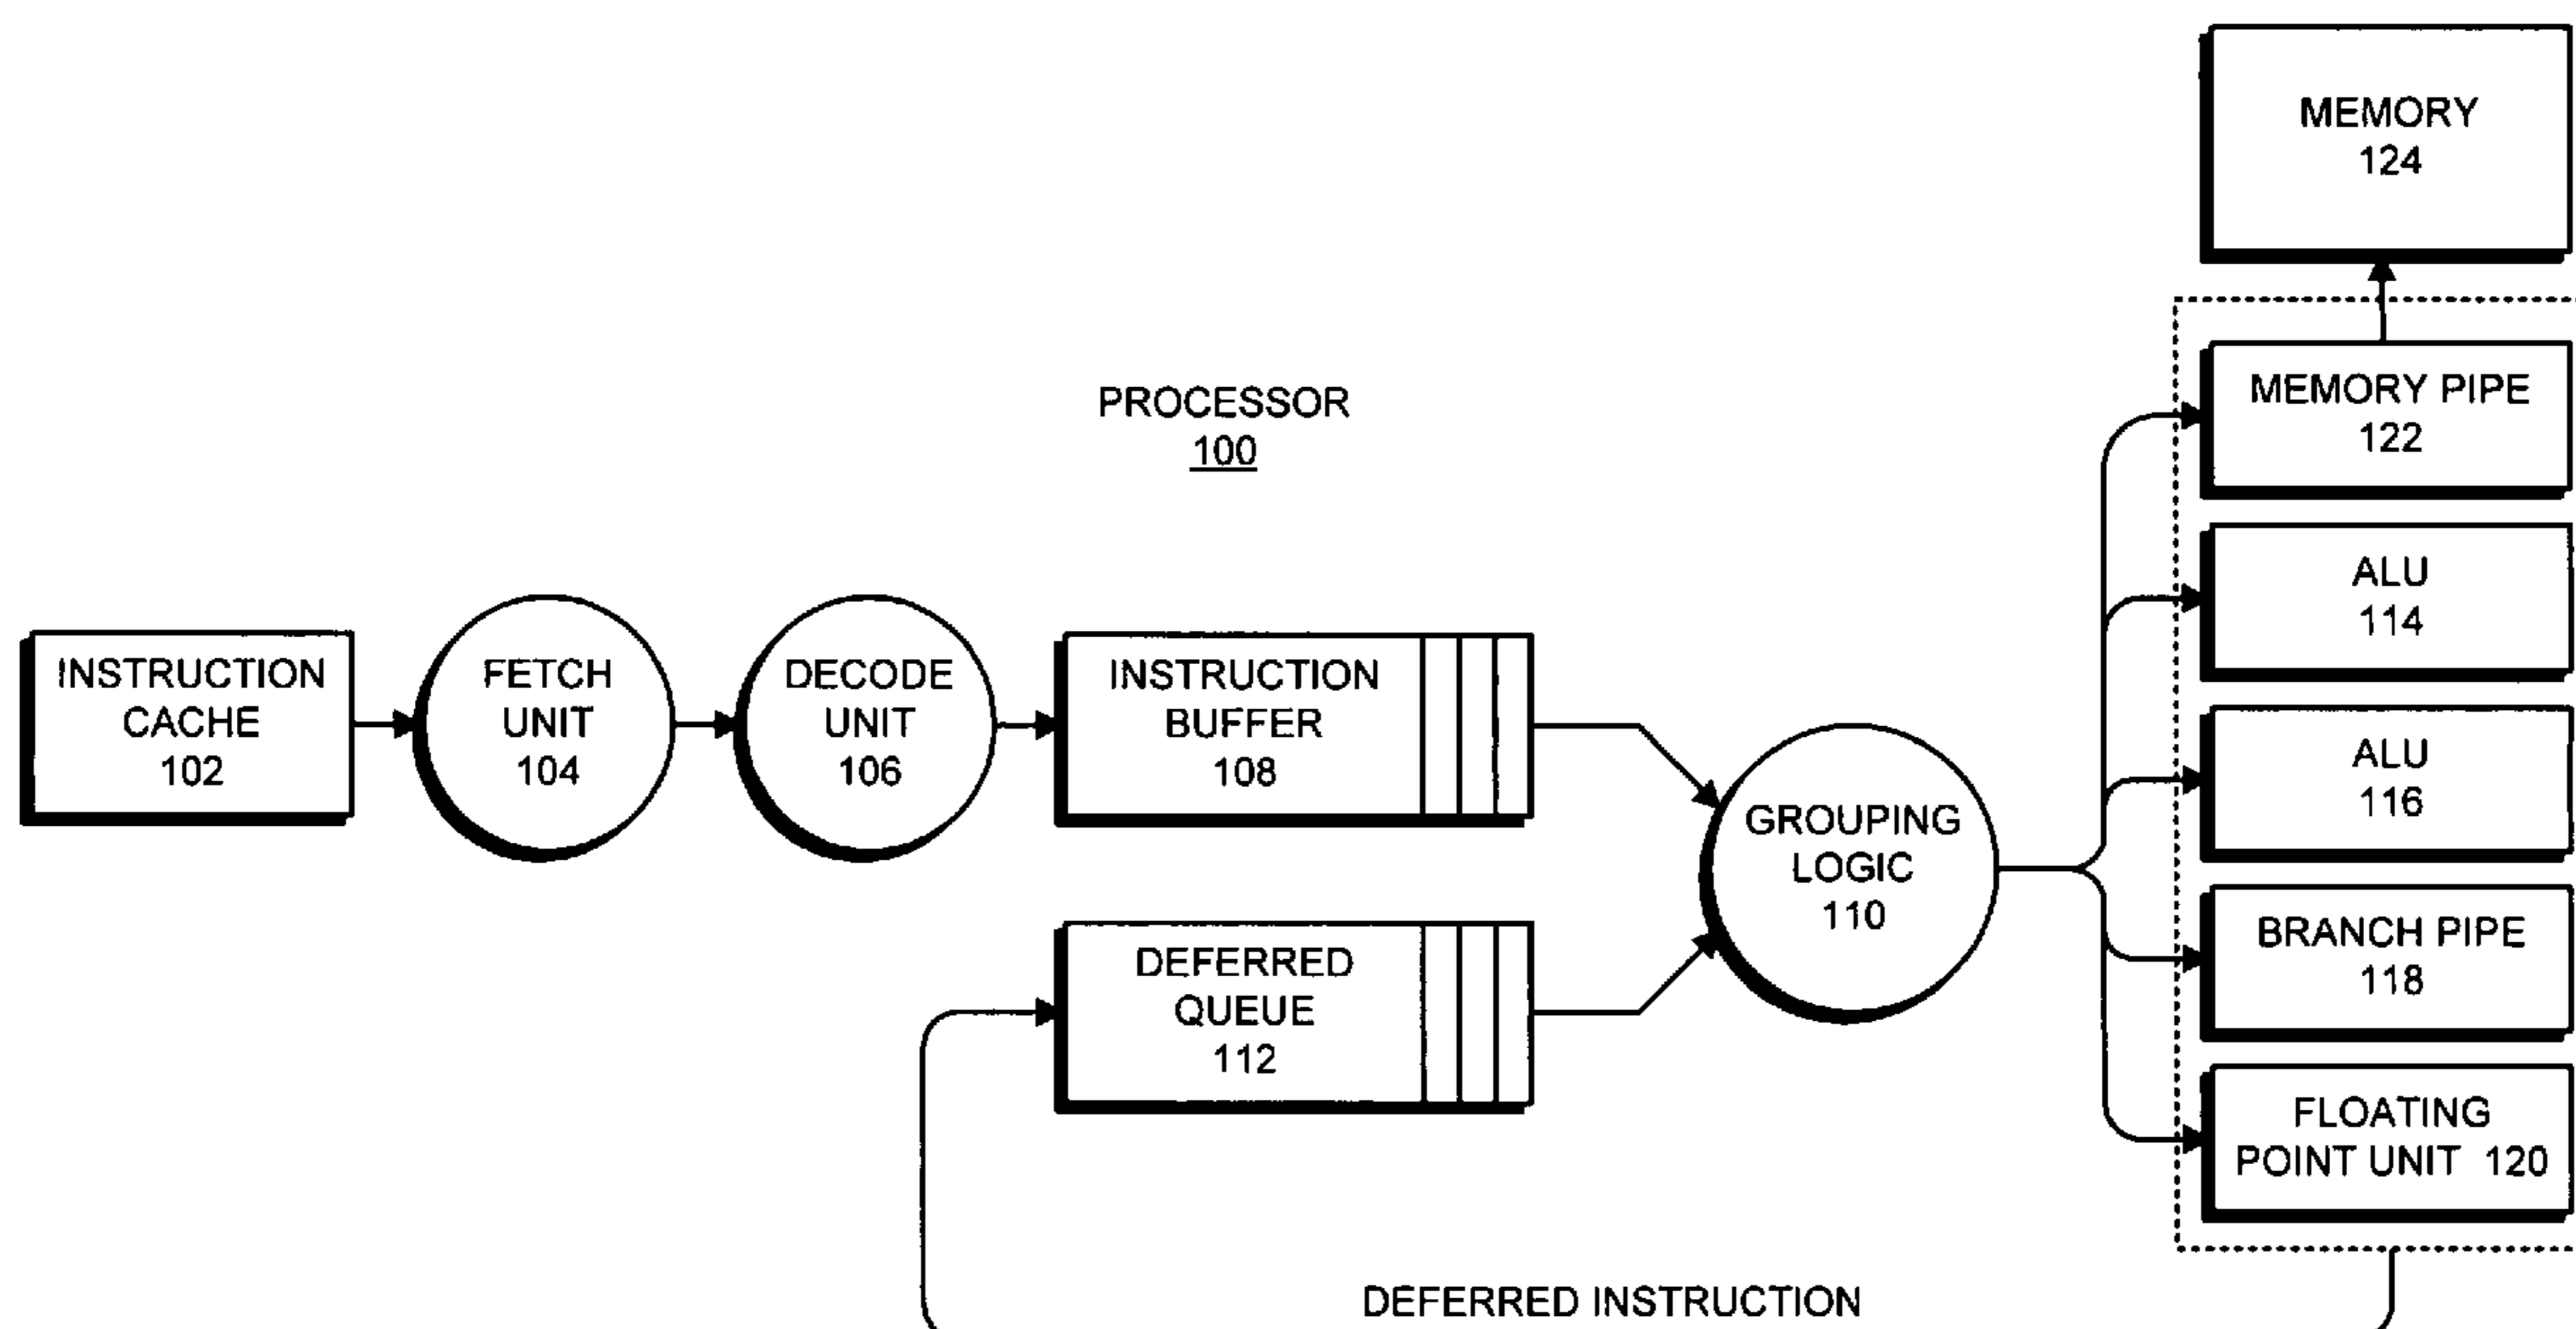 MEMORY
124
PROCESSOR
100
MEMORY PIPE
122
ALU
114
ALU
116
INSTRUCTION
CACHE
102
FETCH
UNIT
104
DECODE
UNIT
106
INSTRUCTION
BUFFER
108
GROUPING
LOGIC
110
BRANCH PIPE
118
DEFERRED
QUEUE
112
FLOATING
POINT UNIT 120
DEFERRED INSTRUCTION